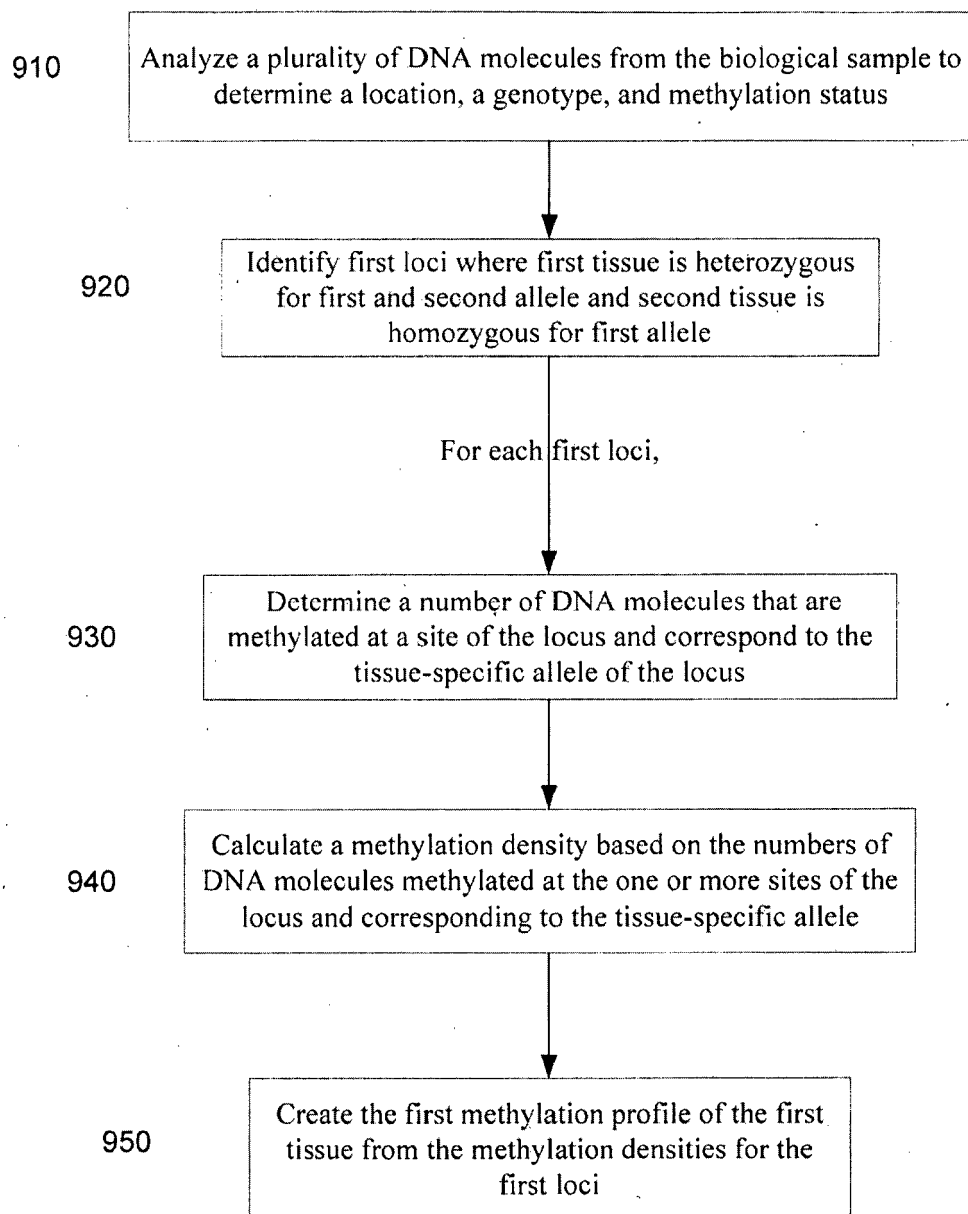 910
Analyze a plurality of DNA molecules from the biological sample to
determine a location, a genotype, and methylation status
920
Identify first loci where first tissue is heterozygous
for first and second allele and second tissue is
homozygous for first allele
For each first loci,
930
Determine a number of DNA molecules that are
methylated at a site of the locus and correspond to the
tissue-specific allele of the locus
940
Calculate a methylation density based on the numbers of
DNA molecules methylated at the one or more sites of the
locus and corresponding to the tissue-specific allele
950
Create the first methylation profile of the first
tissue from the methylation densities for the
first loci